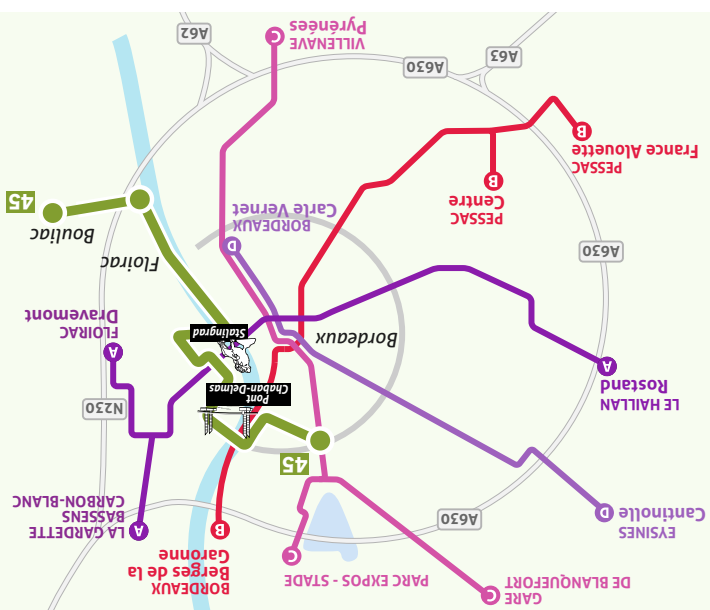 GARE
DE BLANQUEFORT
C
PARC EXPOS - STADE
C
EYSINES
Cantinolle
D
A630
BORDEAUX
Berges de la
Garonne
B
LA GARDETTE
BASSENS
CARBON-BLANC
A
45
LE HAILLAN
Rostand
A
Pont
Chaban-Delmas
N230
FLOIRAC
Dravemont
A
Bordeaux
Stalingrad
A630
Floirac
BORDEAUX
Carle Vernet
D
Bouliac
45
PESSAC
Centre
B
PESSAC
France Alouette
B
A63
A630
VILLENAVE
Pyrénées
C
A62